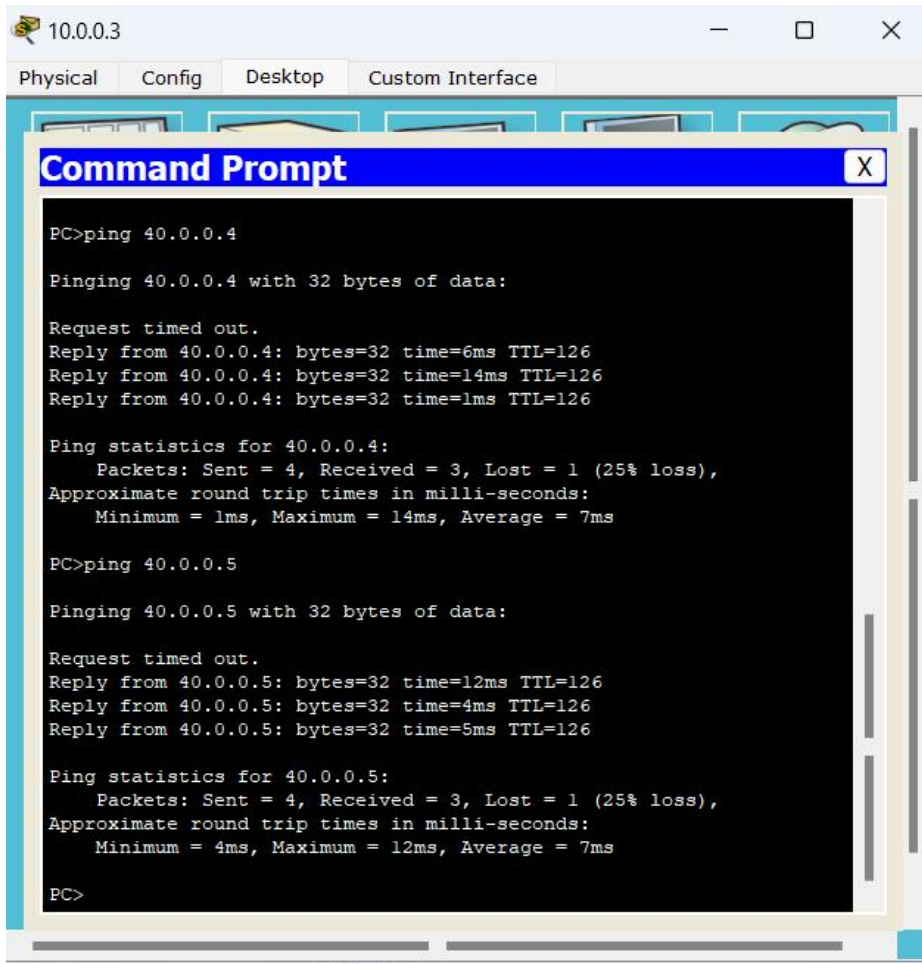 10.0.0.3
Physical Config Desktop Custom Interface
Command Prompt X
PC>ping 40.0.0.4
Pinging 40.0.0.4 with 32 bytes of data:
Request timed out.
Reply from 40.0.0.4: bytes=32 time=6ms TTL=126
Reply from 40.0.0.4: bytes=32 time=14ms TTL=126
Reply from 40.0.0.4: bytes=32 time=1ms TTL=126
Ping statistics for 40.0.0.4:
Packets: Sent = 4, Received = 3, Lost = 1 (25% loss),
Approximate round trip times in milli-seconds:
Minimum = 1ms, Maximum = 14ms, Average = 7ms
PC>ping 40.0.0.5
Pinging 40.0.0.5 with 32 bytes of data:
Request timed out.
Reply from 40.0.0.5: bytes=32 time=12ms TTL=126
Reply from 40.0.0.5: bytes=32 time=4ms TTL=126
Reply from 40.0.0.5: bytes=32 time=5ms TTL=126
Ping statistics for 40.0.0.5:
Packets: Sent = 4, Received = 3, Lost = 1 (25% loss),
Approximate round trip times in milli-seconds:
Minimum = 4ms, Maximum = 12ms, Average = 7ms
PC>